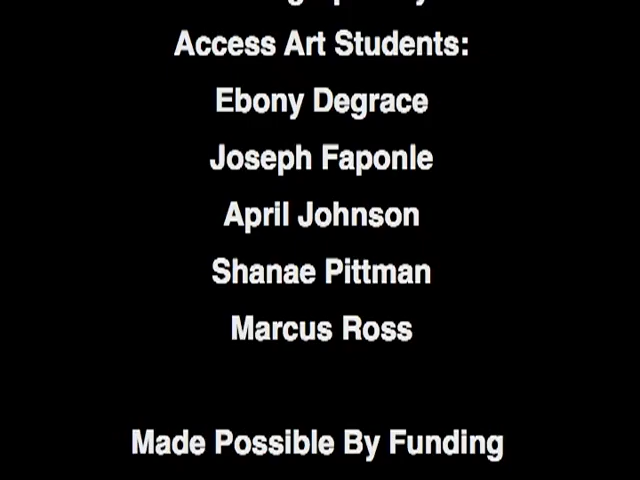 Access Art Students:
Ebony Degrace
Joseph Faponle
April Johnson
Shanae Pittman
Marcus Ross
Made Possible By Funding